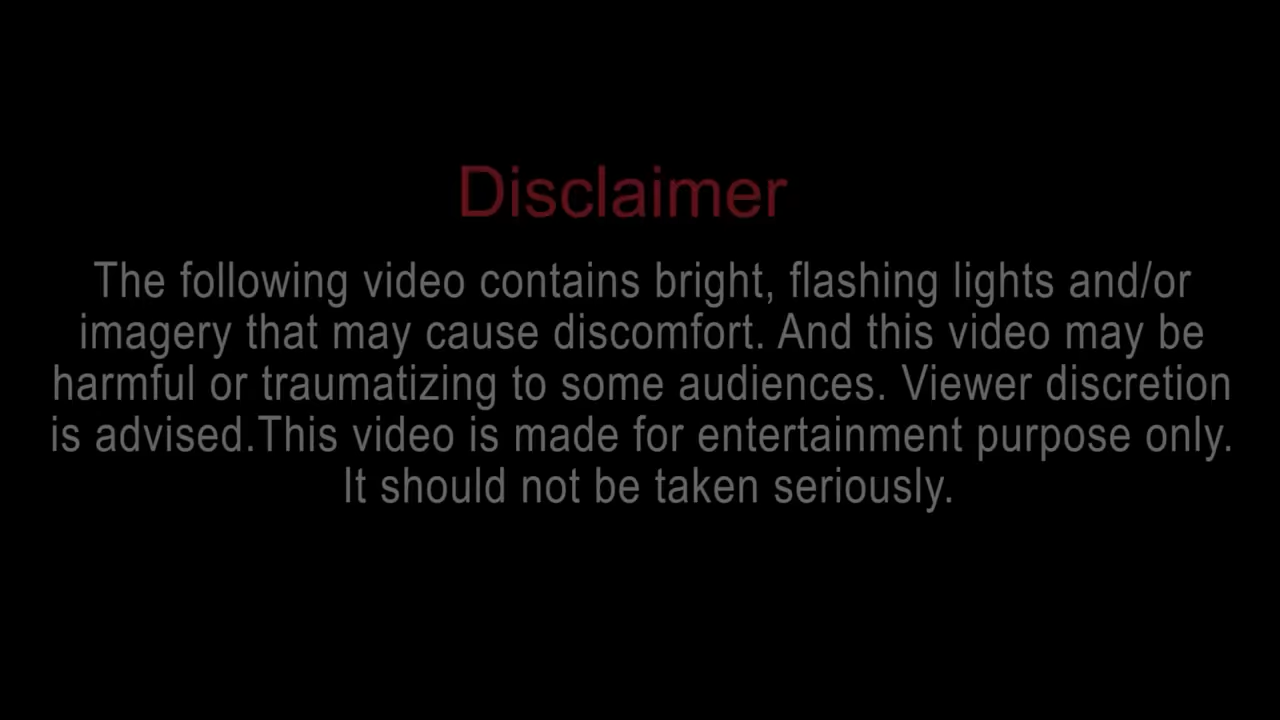 Disclaimer
The following video contains bright, flashing lights and/or
imagery that may cause discomfort. And this video may be
harmful or traumatizing to some audiences. Viewer discretion
is advised.This video is made for entertainment purpose only.
It should not be taken seriously.